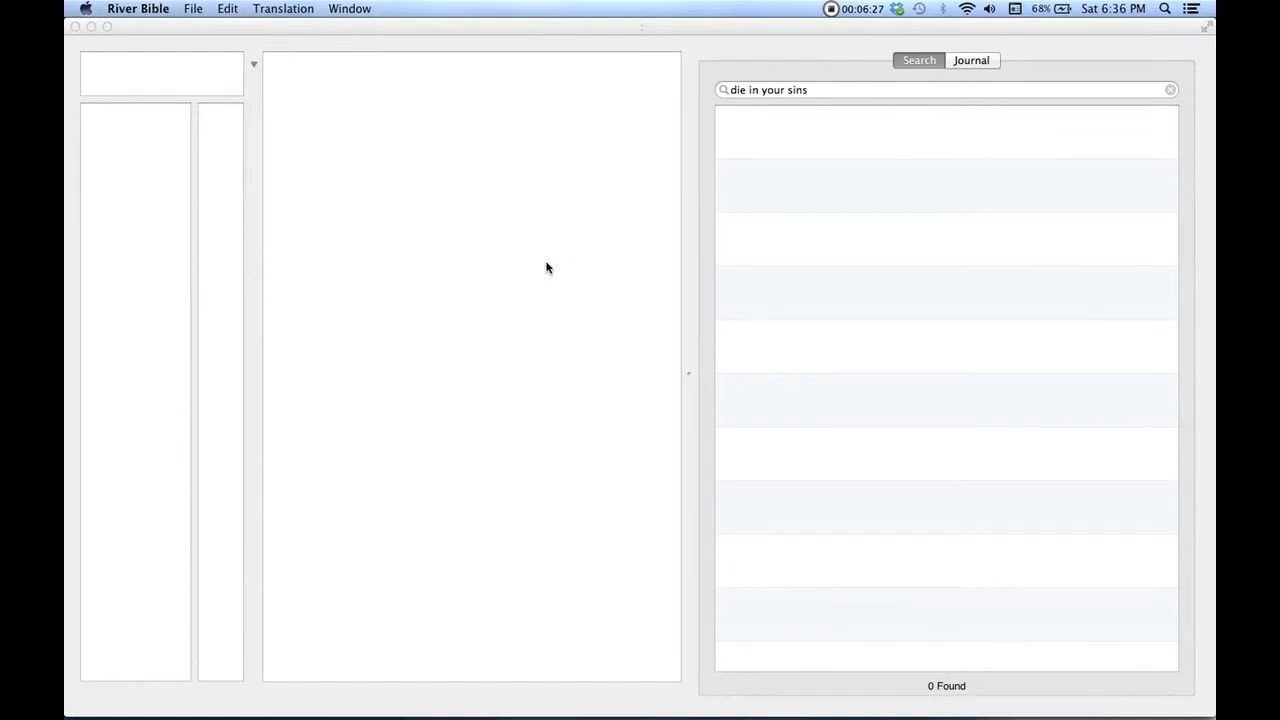 River Bible File Edit Translation Window 00:06:27 68% Sat 6:36 PM
Search Journal
die in your sins
0 Found